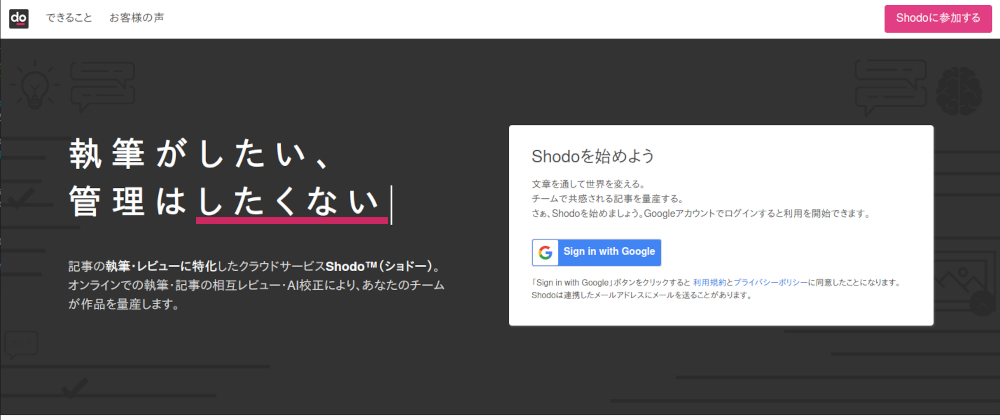 do
できること
お客様の声
Shodoに参加する
執筆がしたい、
管理はしたくない
記事の執筆・レビューに特化したクラウドサービスShodo™（ショドー）。
オンラインでの執筆・記事の相互レビュー・AI校正により、あなたのチーム
が作品を量産します。
Shodoを始めよう
文章を通して世界を変える。
チームで共感される記事を量産する。
さぁ、Shodoを始めましょう。Googleアカウントでログインすると利用を開始できます。
Sign in with Google
「Sign in with Google」ボタンをクリックすると 利用規約とプライバシーポリシーに同意したことになります。
Shodoは連携したメールアドレスにメールを送ることがあります。